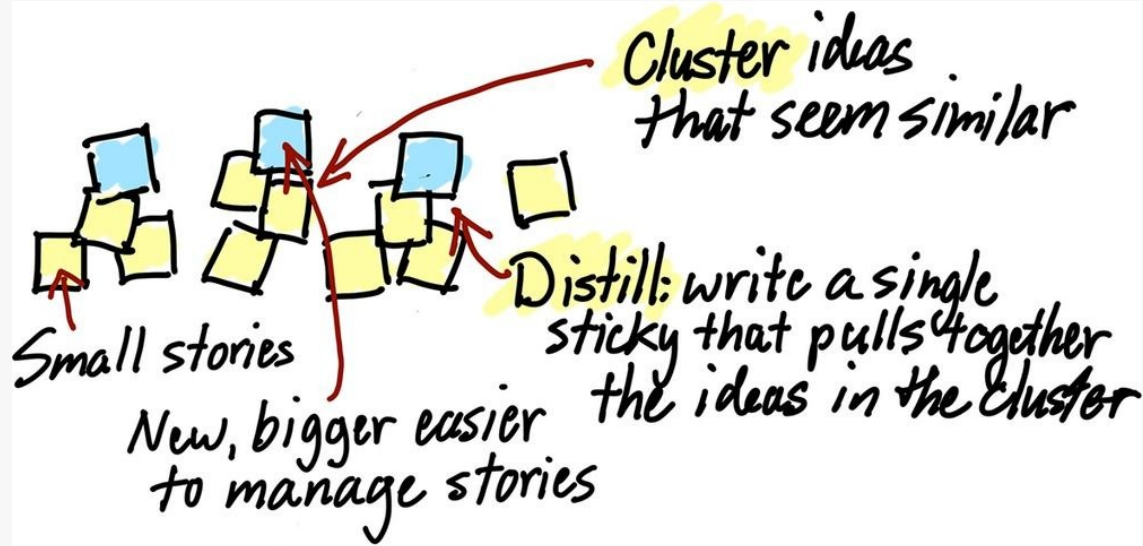 Cluster ideas
that seem similar
Distill: write a single
sticky that pulls together
the ideas in the cluster
Small stories
New, bigger easier
to manage stories